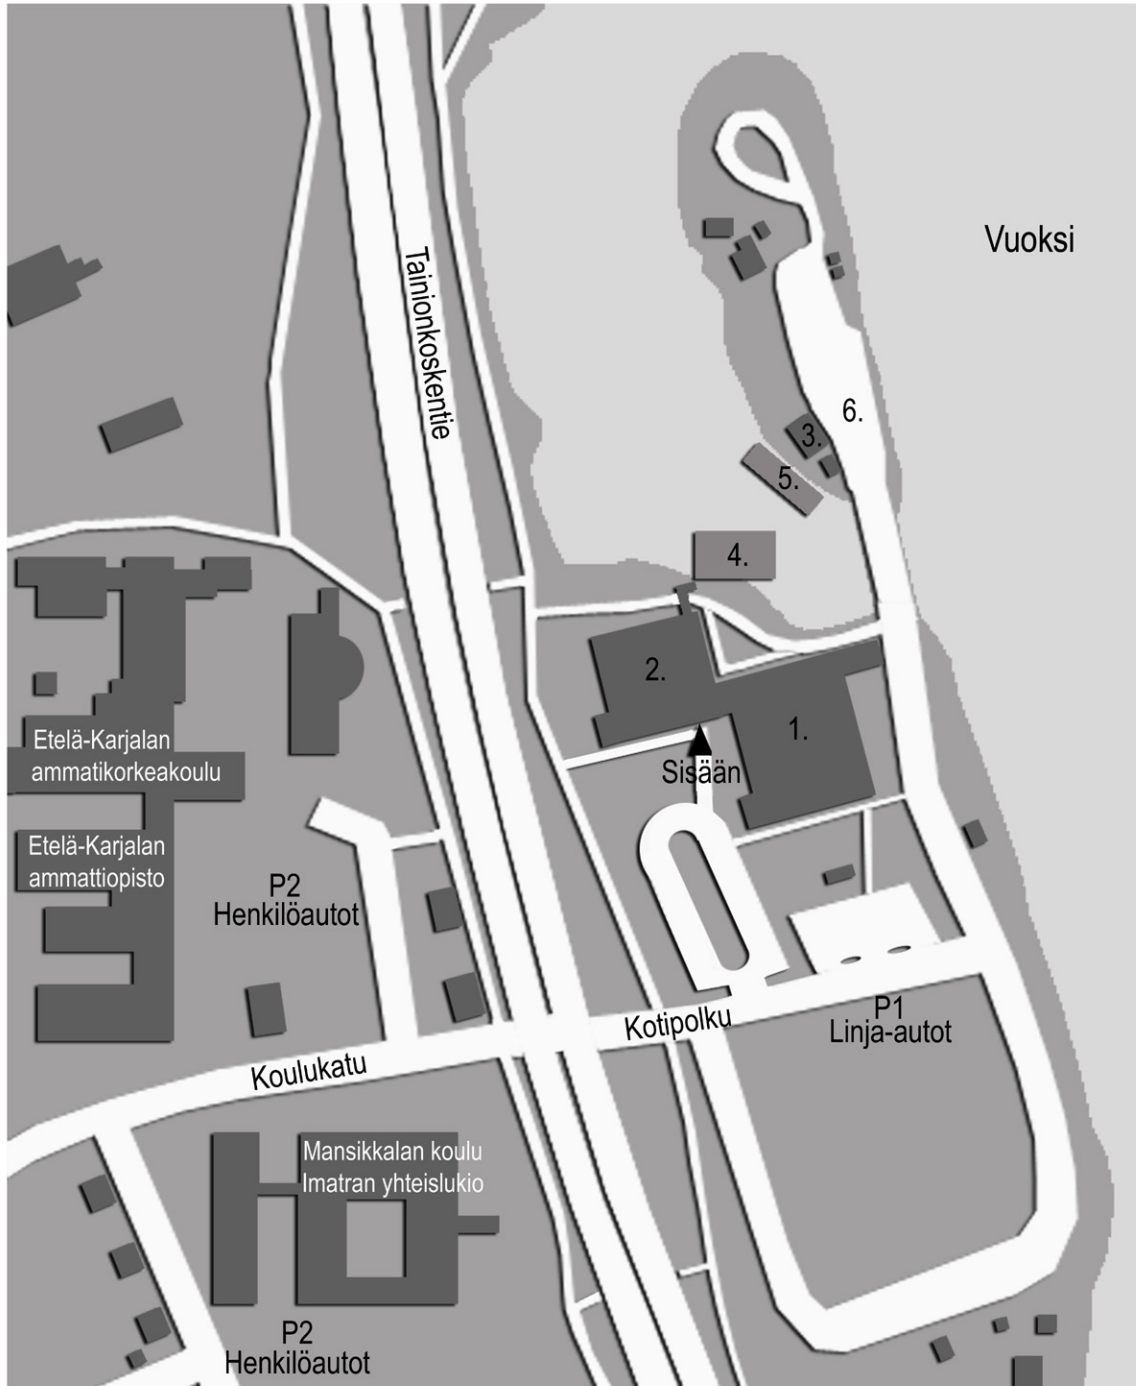 Vuoksi
Tainionkoskentie
6.
3.
5.
4.
2.
1.
Sisään
Etelä-Karjalan
ammatikorkeakoulu
Etelä-Karjalan
ammattiopisto
P2
Henkilöautot
P1
Linja-autot
Kotipolku
Koulukatu
Mansikkalan koulu
Imatran yhteislukio
P2
Henkilöautot